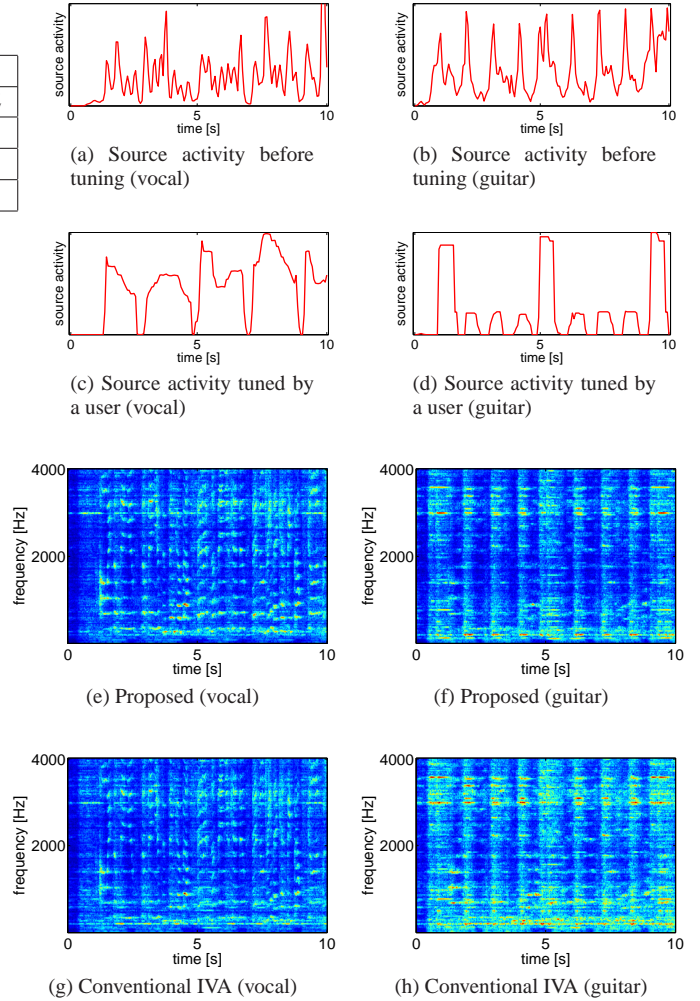 source activity
0 5 10
time [s]
(a) Source activity before
tuning (vocal)
source activity
0 5 10
time [s]
(b) Source activity before
tuning (guitar)
source activity
0 5 10
time [s]
(c) Source activity tuned by
a user (vocal)
source activity
0 5 10
time [s]
(d) Source activity tuned by
a user (guitar)
4000
2000
frequency [Hz]
0 5 10
time [s]
(e) Proposed (vocal)
4000
2000
frequency [Hz]
0 5 10
time [s]
(f) Proposed (guitar)
4000
2000
frequency [Hz]
0 5 10
time [s]
(g) Conventional IVA (vocal)
4000
2000
frequency [Hz]
0 5 10
time [s]
(h) Conventional IVA (guitar)